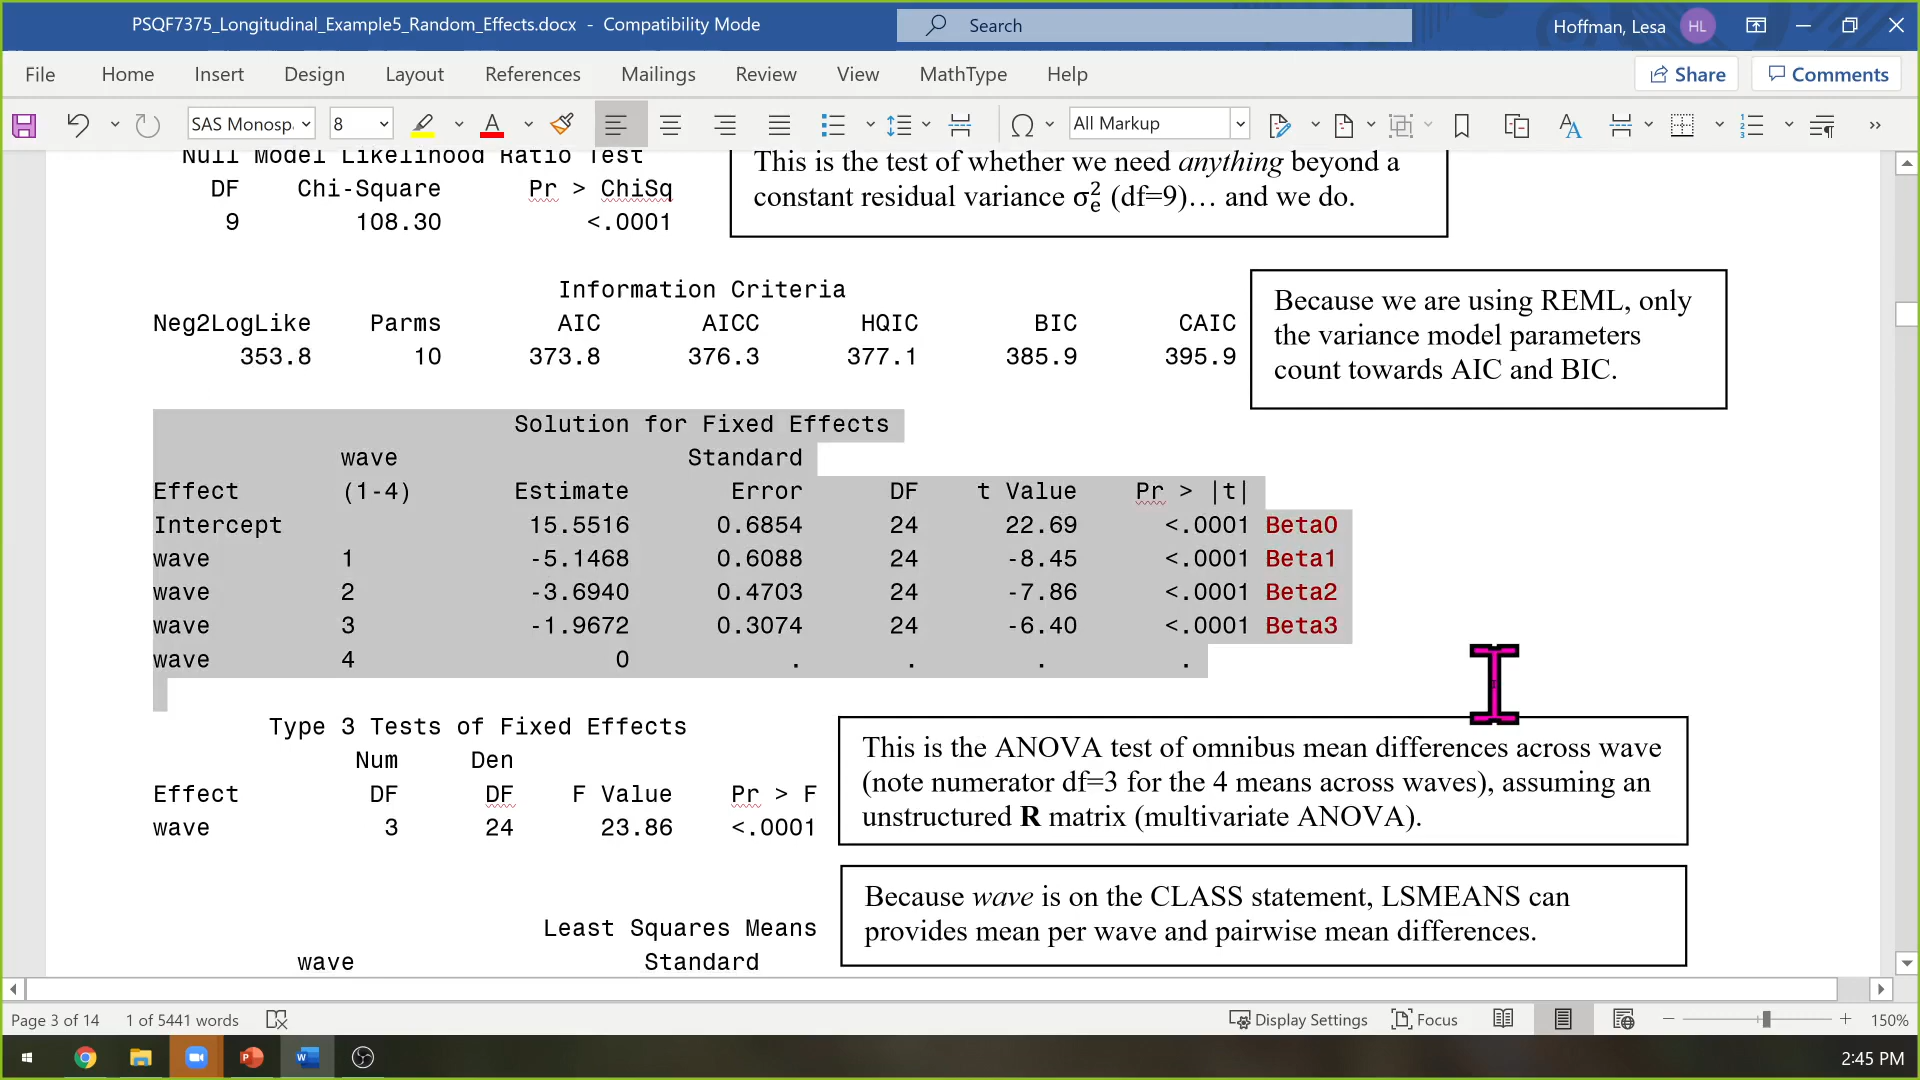 PSQF7375_Longitudinal_Example5_Random_Effects.docx - Compatibility Mode
Search
Hoffman, Lesa
HL
File Home Insert Design Layout References Mailings Review View MathType Help
Share
Comments
SAS Monosp.
8
All Markup
Null Model Likelihood Ratio Test
DF Chi-Square Pr > ChiSq
9 108.30 <.0001
This is the test of whether we need anything beyond a
constant residual variance σ²ₑ (df=9)… and we do.
Information Criteria
Neg2LogLike Parms AIC AICC HQIC BIC CAIC
353.8 10 373.8 376.3 377.1 385.9 395.9
Because we are using REML, only
the variance model parameters
count towards AIC and BIC.
Solution for Fixed Effects
wave Standard
Effect (1-4) Estimate Error DF t Value Pr > |t|
Intercept 15.5516 0.6854 24 22.69 <.0001 Beta0
wave 1 -5.1468 0.6088 24 -8.45 <.0001 Beta1
wave 2 -3.6940 0.4703 24 -7.86 <.0001 Beta2
wave 3 -1.9672 0.3074 24 -6.40 <.0001 Beta3
wave 4 0 . . . .
Type 3 Tests of Fixed Effects
Num Den
Effect DF DF F Value Pr > F
wave 3 24 23.86 <.0001
This is the ANOVA test of omnibus mean differences across wave
(note numerator df=3 for the 4 means across waves), assuming an
unstructured R matrix (multivariate ANOVA).
Because wave is on the CLASS statement, LSMEANS can
provides mean per wave and pairwise mean differences.
Least Squares Means
wave Standard
Page 3 of 14 1 of 5441 words
Display Settings Focus 150%
2:45 PM